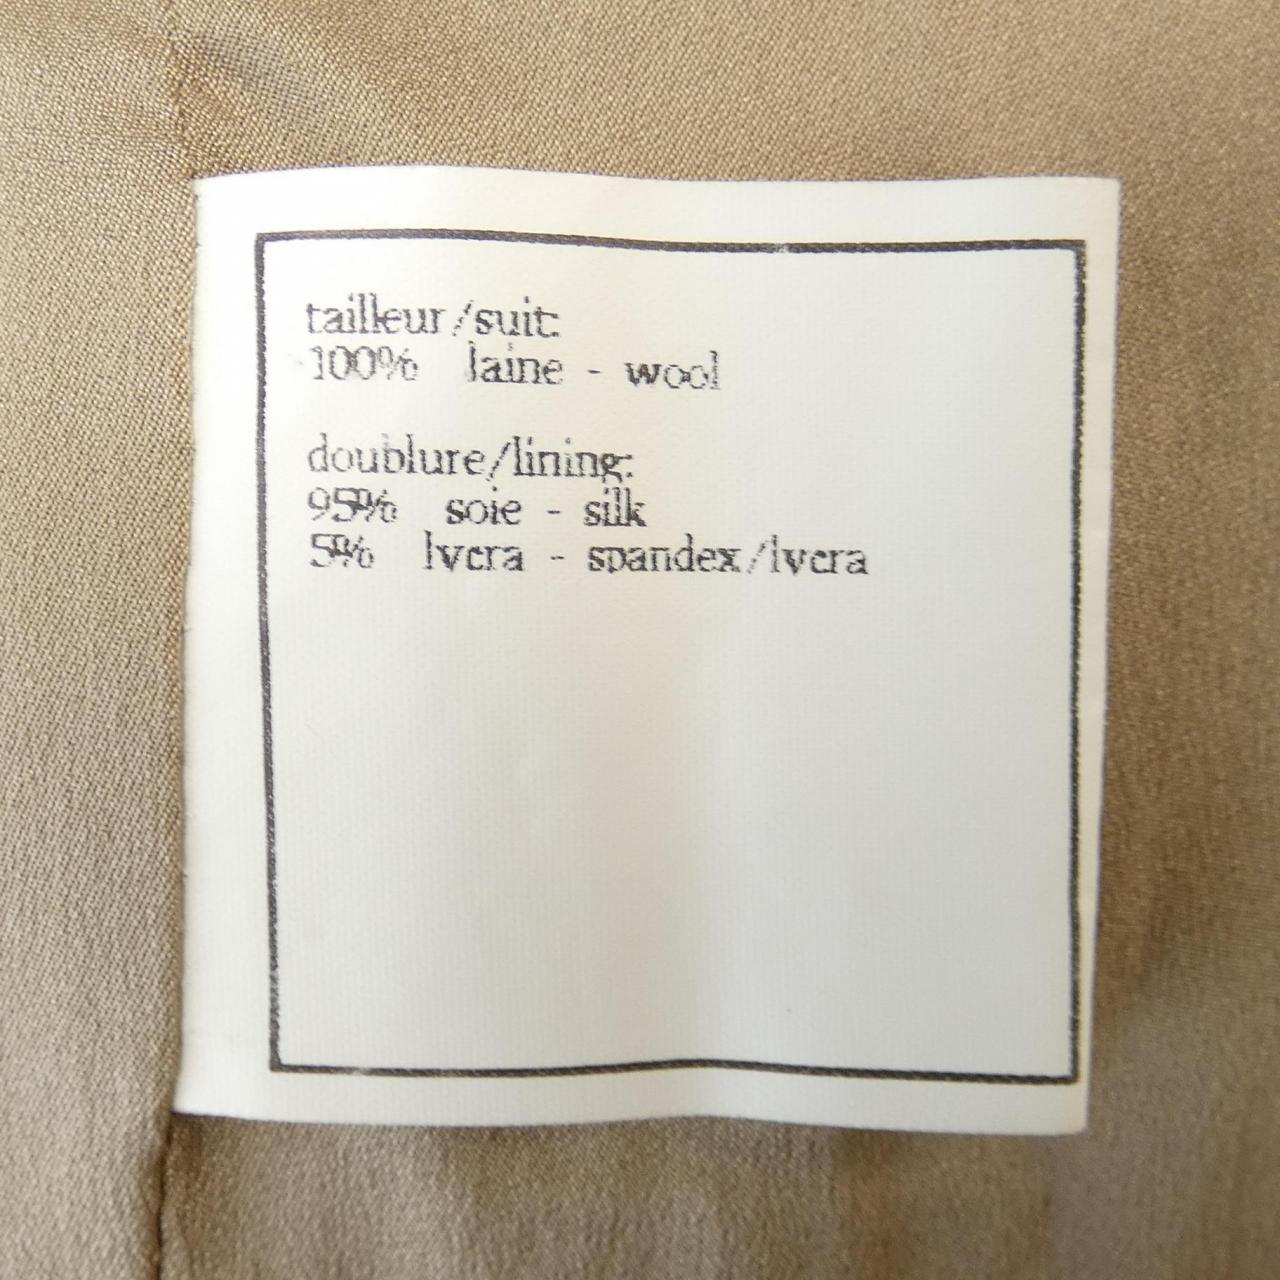 tailleur/suit:
100% laine - wool
doublure/lining:
95% soie - silk
5% lycra - spandex/lycra